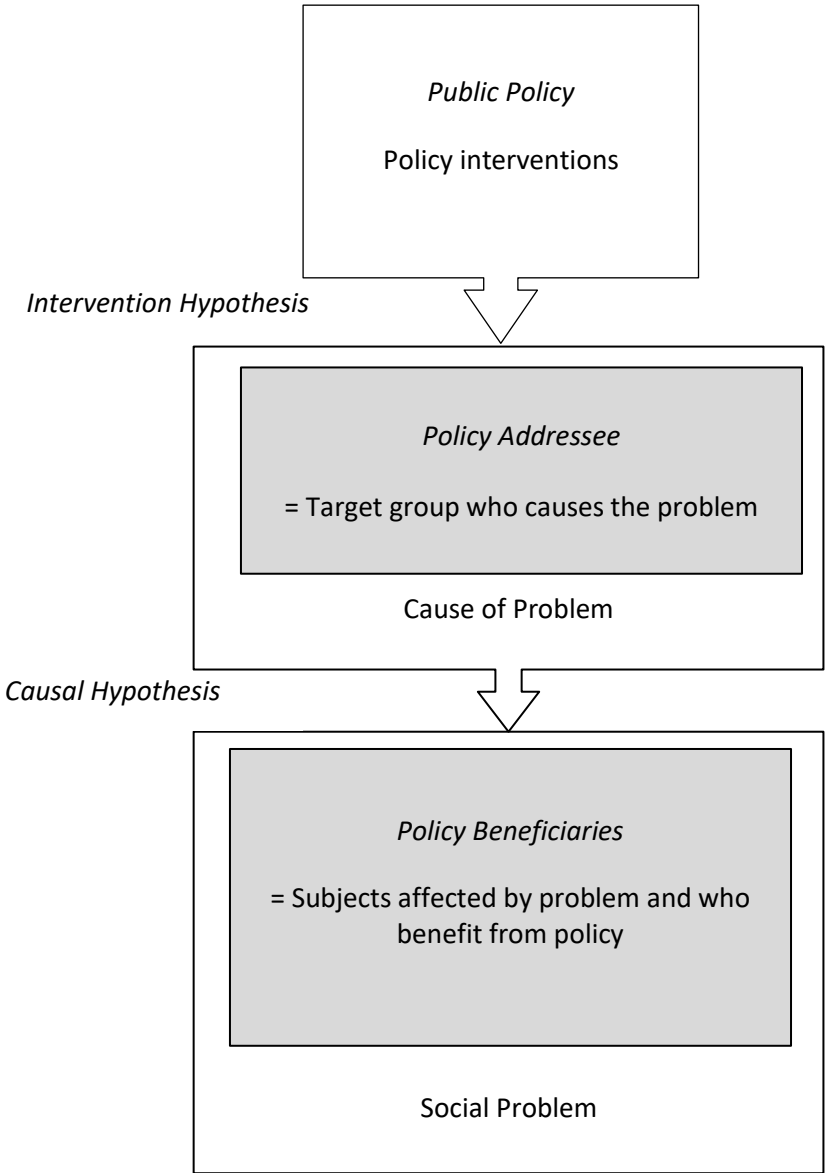 Public Policy
Policy interventions
Intervention Hypothesis
Policy Addressee
= Target group who causes the problem
Cause of Problem
Causal Hypothesis
Policy Beneficiaries
= Subjects affected by problem and who
benefit from policy
Social Problem